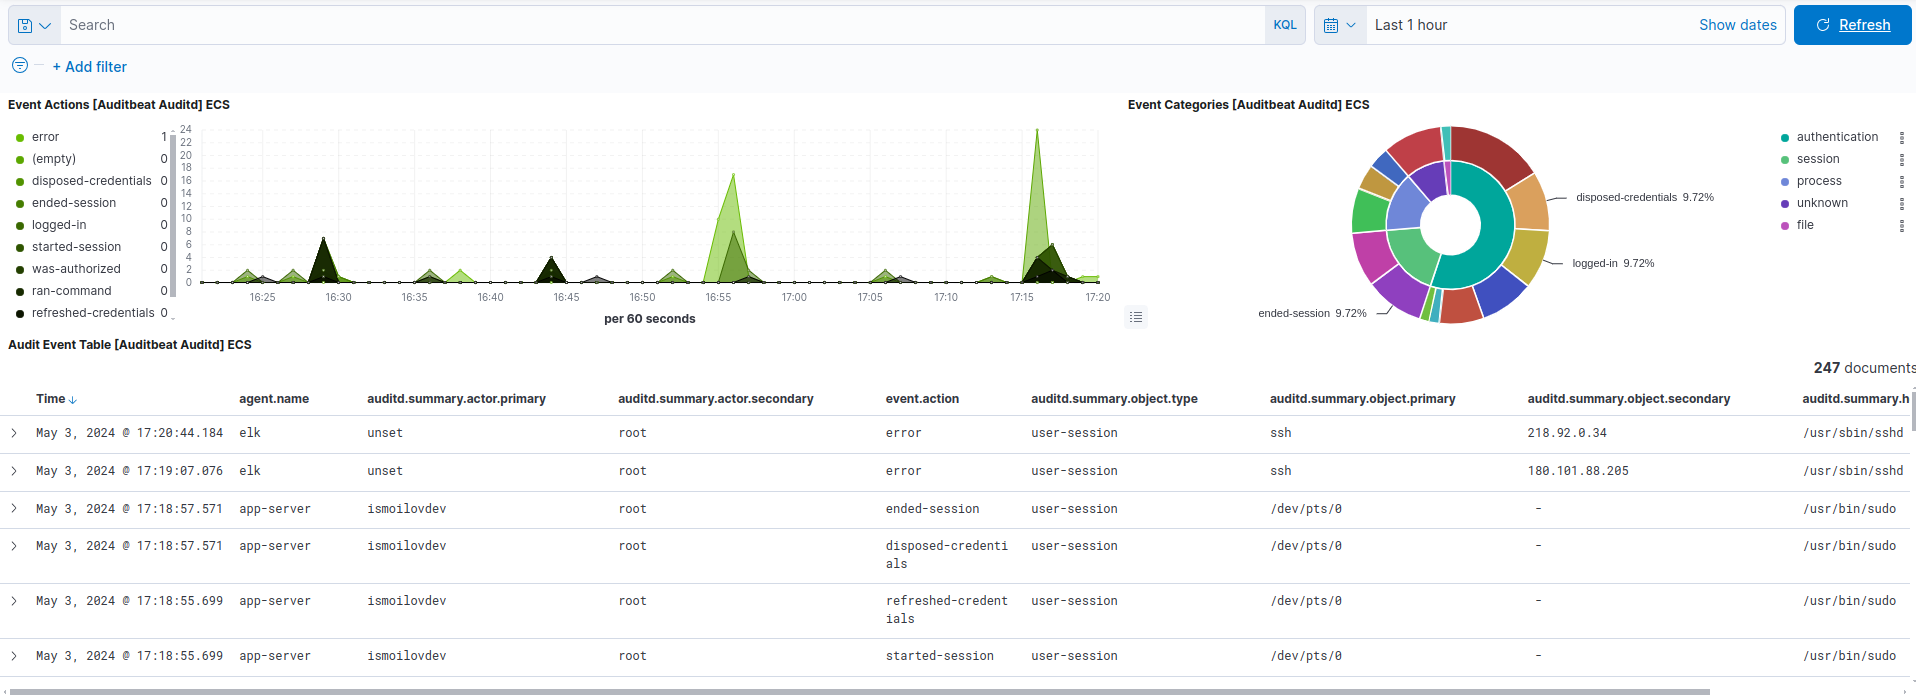 Search KQL Last 1 hour Show dates Refresh
+ Add filter
Event Actions [Auditbeat Auditd] ECS
error 1
(empty) 0
disposed-credentials 0
ended-session 0
logged-in 0
started-session 0
was-authorized 0
ran-command 0
refreshed-credentials 0
24
22
20
18
16
14
12
10
8
6
4
2
0
16:25 16:30 16:35 16:40 16:45 16:50 16:55 17:00 17:05 17:10 17:15 17:20
per 60 seconds
Event Categories [Auditbeat Auditd] ECS
disposed-credentials 9.72%
logged-in 9.72%
ended-session 9.72%
authentication
session
process
unknown
file
Audit Event Table [Auditbeat Auditd] ECS
247 documents
Time agent.name auditd.summary.actor.primary auditd.summary.actor.secondary event.action auditd.summary.object.type auditd.summary.object.primary auditd.summary.object.secondary auditd.summary.h
May 3, 2024 @ 17:20:44.184 elk unset root error user-session ssh 218.92.0.34 /usr/sbin/sshd
May 3, 2024 @ 17:19:07.076 elk unset root error user-session ssh 180.101.88.205 /usr/sbin/sshd
May 3, 2024 @ 17:18:57.571 app-server ismoilovdev root ended-session user-session /dev/pts/0 - /usr/bin/sudo
May 3, 2024 @ 17:18:57.571 app-server ismoilovdev root disposed-credenti user-session /dev/pts/0 - /usr/bin/sudo
als
May 3, 2024 @ 17:18:55.699 app-server ismoilovdev root refreshed-credent user-session /dev/pts/0 - /usr/bin/sudo
ials
May 3, 2024 @ 17:18:55.699 app-server ismoilovdev root started-session user-session /dev/pts/0 - /usr/bin/sudo